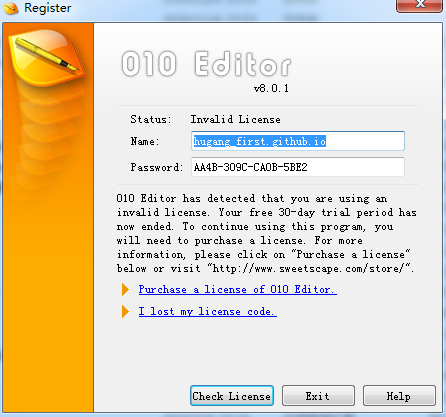 Register
010 Editor
v8.0.1
Status: Invalid License
Name: hugang_first.github.io
Password: AA4B-309C-CA0B-5BE2
010 Editor has detected that you are using an
invalid license. Your free 30-day trial period has
now ended. To continue using this program, you
will need to purchase a license. For more
information, please click on "Purchase a license"
below or visit "http://www.sweetscape.com/store/".
Purchase a license of 010 Editor.
I lost my license code.
Check License Exit Help